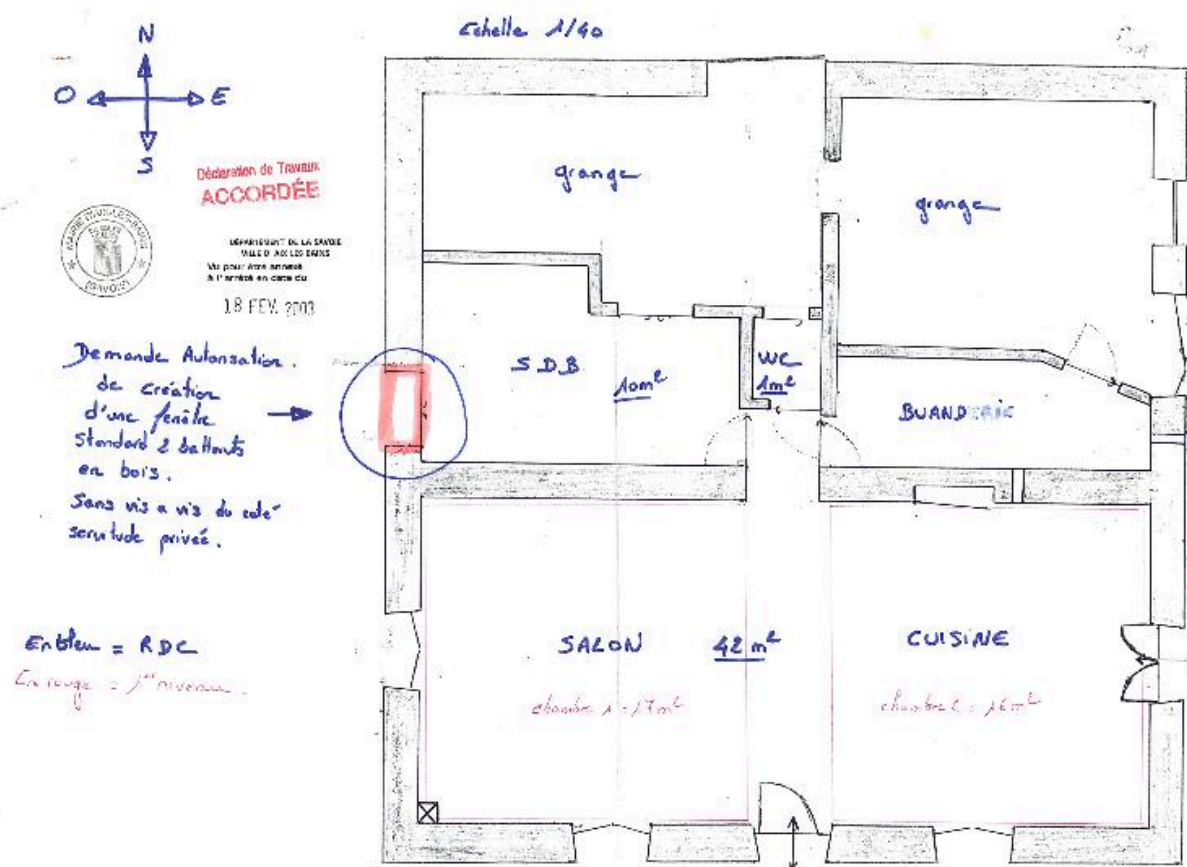 Echelle 1/40
N
O
E
S
Déclaration de Travaux
ACCORDÉE
DÉPARTEMENT DE LA SAVOIE
VILLE D'AIX LES BAINS
Vu pour être annexé
à l'arrêté en date du
18 FEV. 2003
grange
grange
Demande Autorisation.
de création
d'une fenêtre
Standard 2 battants
en bois.
Sans vis a vis du coté
servitude privée.
SDB
10m²
WC
1m²
BUANDERIE
En bleu = RDC
En rouge = 1er niveau.
SALON
42 m²
CUISINE
chambre 1 = 17m²
chambre 2 = 16m²